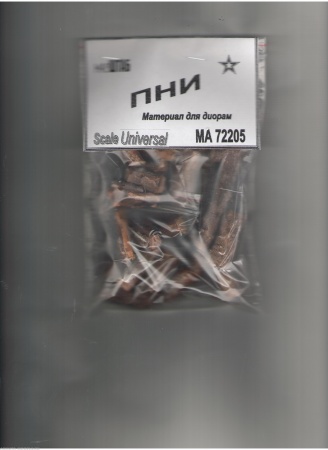 ПНИ
Материал для диорам
Scale Universal MA 72205